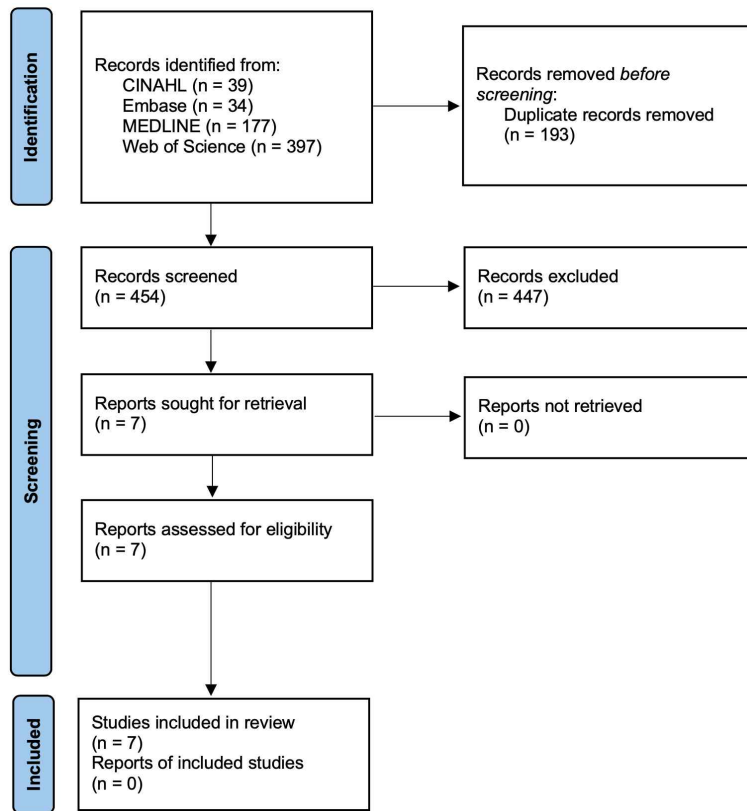 Identification
Records identified from:
CINAHL (n = 39)
Embase (n = 34)
MEDLINE (n = 177)
Web of Science (n = 397)
Records removed before
screening:
Duplicate records removed
(n = 193)
Screening
Records screened
(n = 454)
Records excluded
(n = 447)
Reports sought for retrieval
(n = 7)
Reports not retrieved
(n = 0)
Reports assessed for eligibility
(n = 7)
Included
Studies included in review
(n = 7)
Reports of included studies
(n = 0)